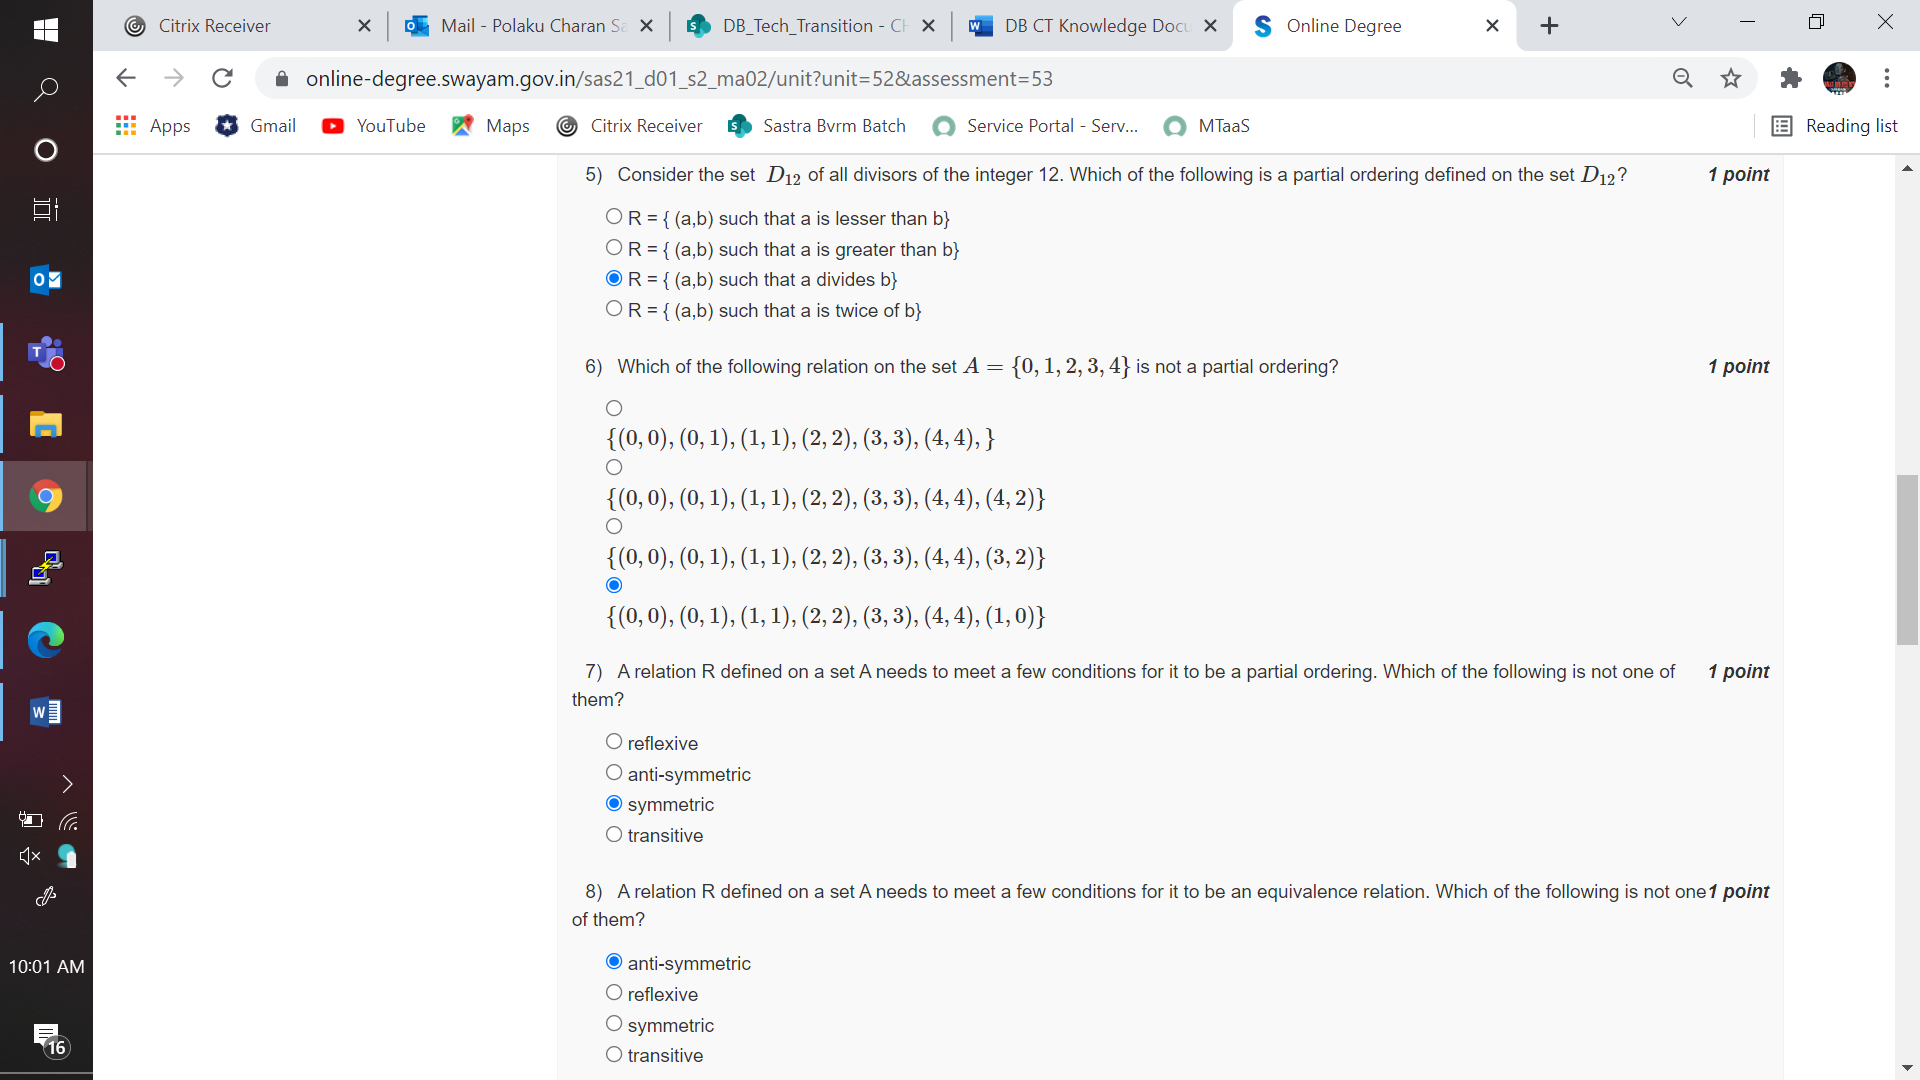 Citrix Receiver
Mail - Polaku Charan Sa
DB_Tech_Transition - CH
DB CT Knowledge Docu
Online Degree
online-degree.swayam.gov.in/sas21_d01_s2_ma02/unit?unit=52&assessment=53
Apps Gmail YouTube Maps Citrix Receiver Sastra Bvrm Batch Service Portal - Serv... MTaaS Reading list
5) Consider the set D₁₂ of all divisors of the integer 12. Which of the following is a partial ordering defined on the set D₁₂? 1 point
R = { (a,b) such that a is lesser than b}
R = { (a,b) such that a is greater than b}
R = { (a,b) such that a divides b}
R = { (a,b) such that a is twice of b}
6) Which of the following relation on the set A = {0, 1, 2, 3, 4} is not a partial ordering? 1 point
{(0, 0), (0, 1), (1, 1), (2, 2), (3, 3), (4, 4), }
{(0, 0), (0, 1), (1, 1), (2, 2), (3, 3), (4, 4), (4, 2)}
{(0, 0), (0, 1), (1, 1), (2, 2), (3, 3), (4, 4), (3, 2)}
{(0, 0), (0, 1), (1, 1), (2, 2), (3, 3), (4, 4), (1, 0)}
7) A relation R defined on a set A needs to meet a few conditions for it to be a partial ordering. Which of the following is not one of 1 point
them?
reflexive
anti-symmetric
symmetric
transitive
8) A relation R defined on a set A needs to meet a few conditions for it to be an equivalence relation. Which of the following is not one 1 point
of them?
anti-symmetric
reflexive
symmetric
transitive
10:01 AM
16